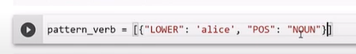 pattern_verb = [{"LOWER": 'alice', "POS": "NOUN"}]